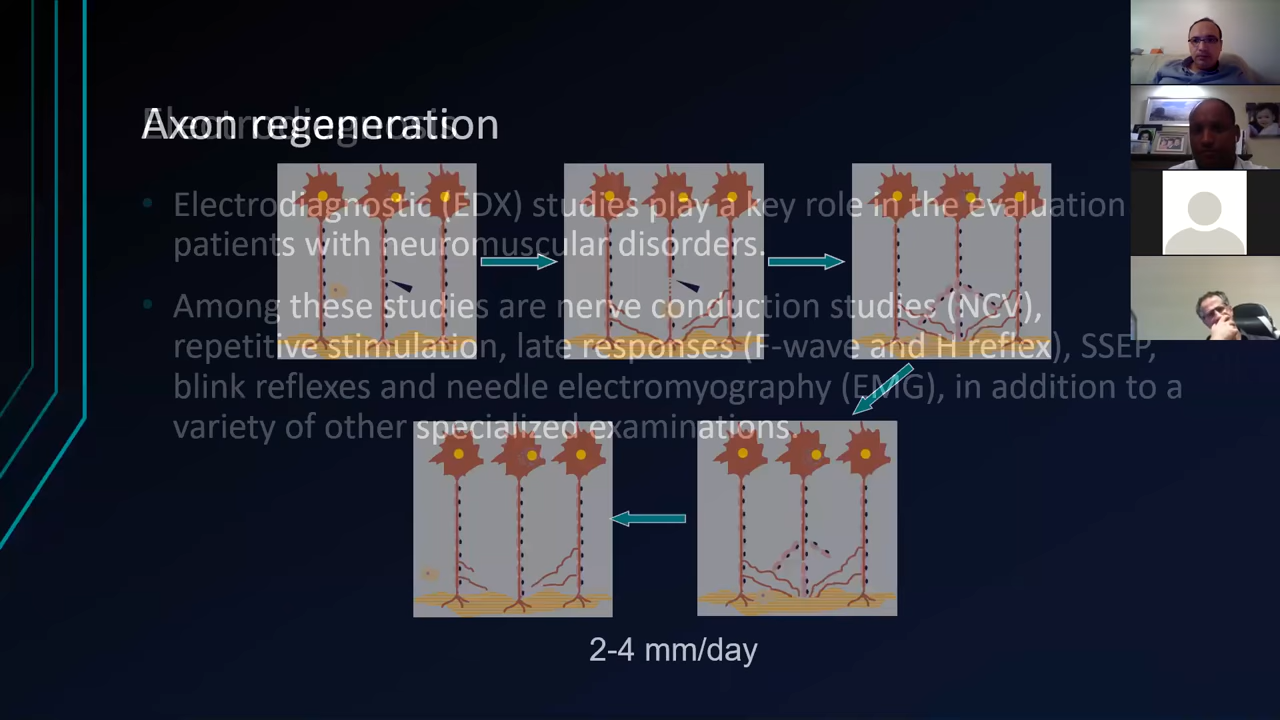 Axon regeneration
Electrodiagnosis
• Electrodiagnostic (EDX) studies play a key role in the evaluation
patients with neuromuscular disorders.
• Among these studies are nerve conduction studies (NCV),
repetitive stimulation, late responses (F-wave and H reflex), SSEP,
blink reflexes and needle electromyography (EMG), in addition to a
variety of other specialized examinations.
2-4 mm/day